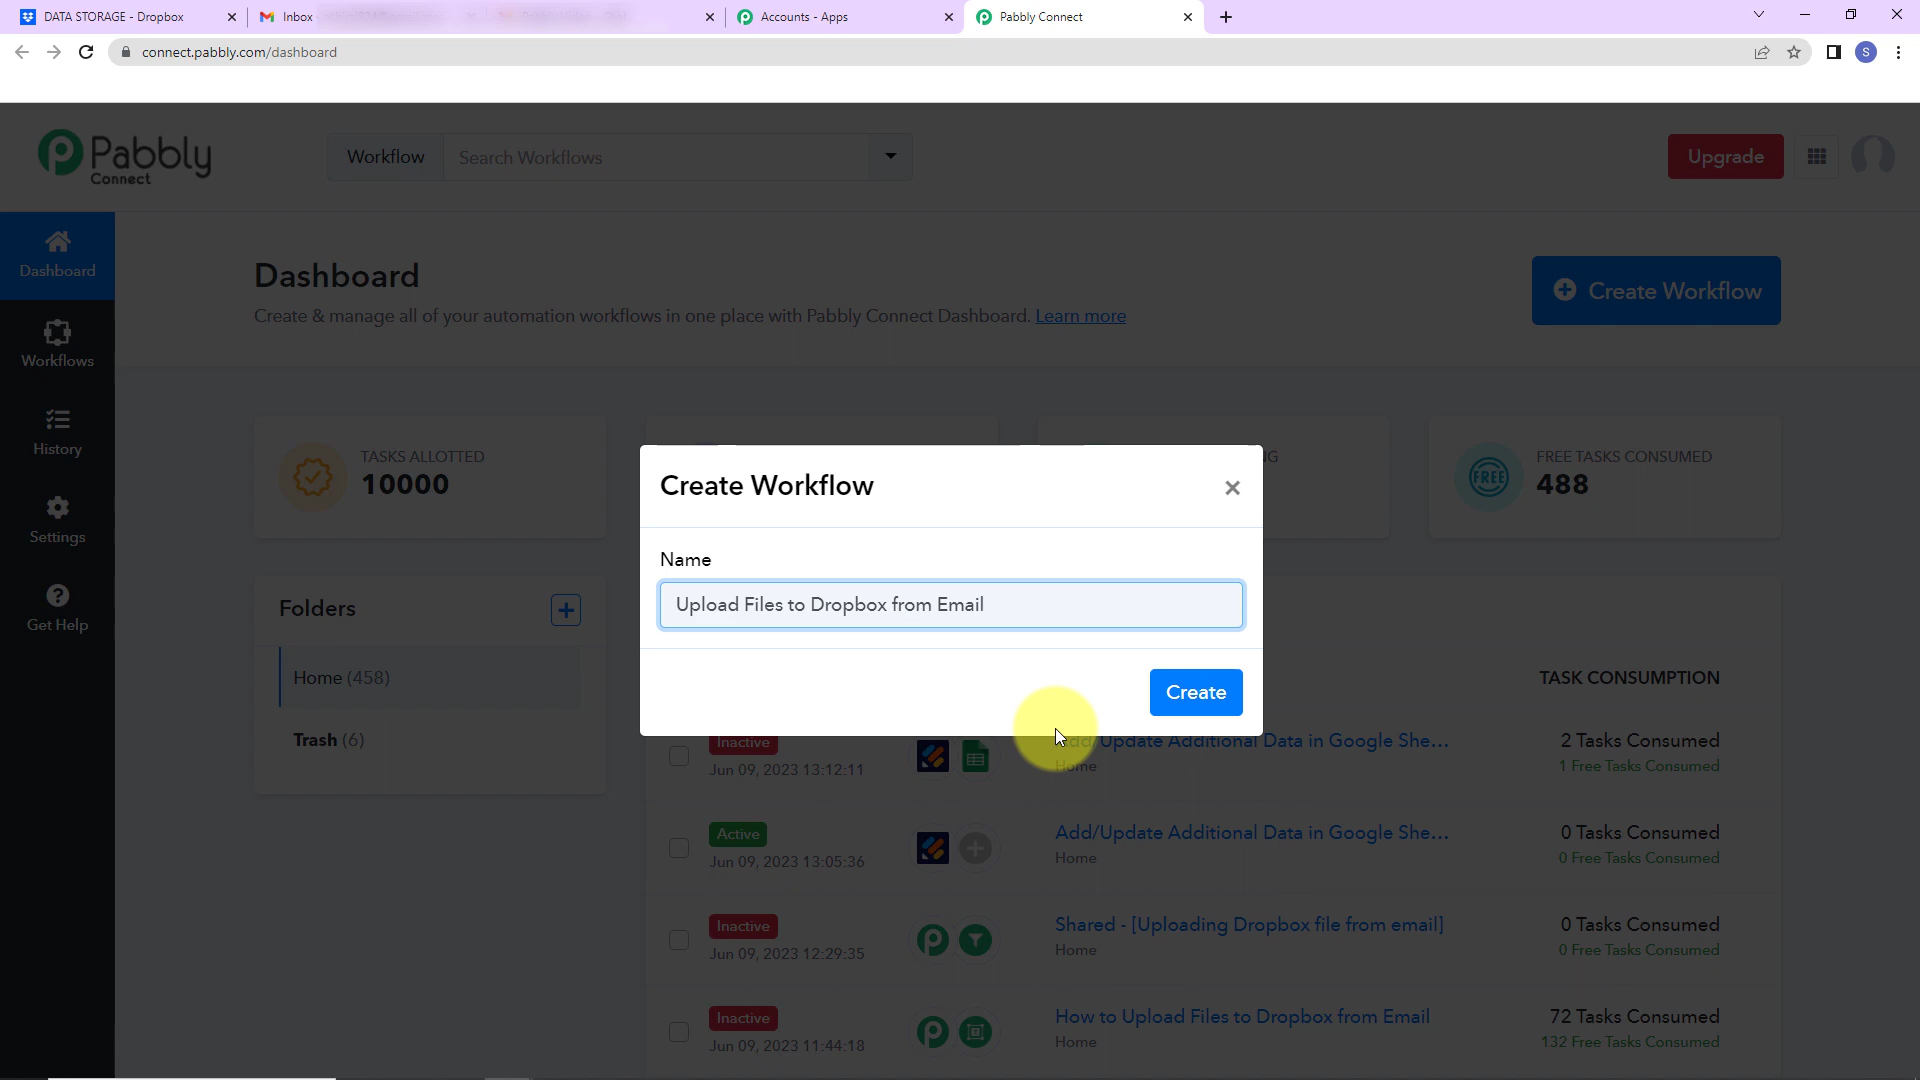 DATA STORAGE - Dropbox
Inbox
Accounts - Apps
Pabbly Connect
connect.pabbly.com/dashboard
S
Pabbly
Connect
Workflow
Search Workflows
Upgrade
Dashboard
Workflows
History
Settings
Get Help
Dashboard
Create & manage all of your automation workflows in one place with Pabbly Connect Dashboard. Learn more
Create Workflow
TASKS ALLOTTED
10000
NG
FREE
FREE TASKS CONSUMED
488
Create Workflow
Name
Upload Files to Dropbox from Email
Create
Folders
Home (458)
Trash (6)
TASK CONSUMPTION
Inactive
Jun 09, 2023 13:12:11
Add/Update Additional Data in Google She...
Home
2 Tasks Consumed
1 Free Tasks Consumed
Active
Jun 09, 2023 13:05:36
Add/Update Additional Data in Google She...
Home
0 Tasks Consumed
0 Free Tasks Consumed
Inactive
Jun 09, 2023 12:29:35
Shared - [Uploading Dropbox file from email]
Home
0 Tasks Consumed
0 Free Tasks Consumed
Inactive
Jun 09, 2023 11:44:18
How to Upload Files to Dropbox from Email
Home
72 Tasks Consumed
132 Free Tasks Consumed